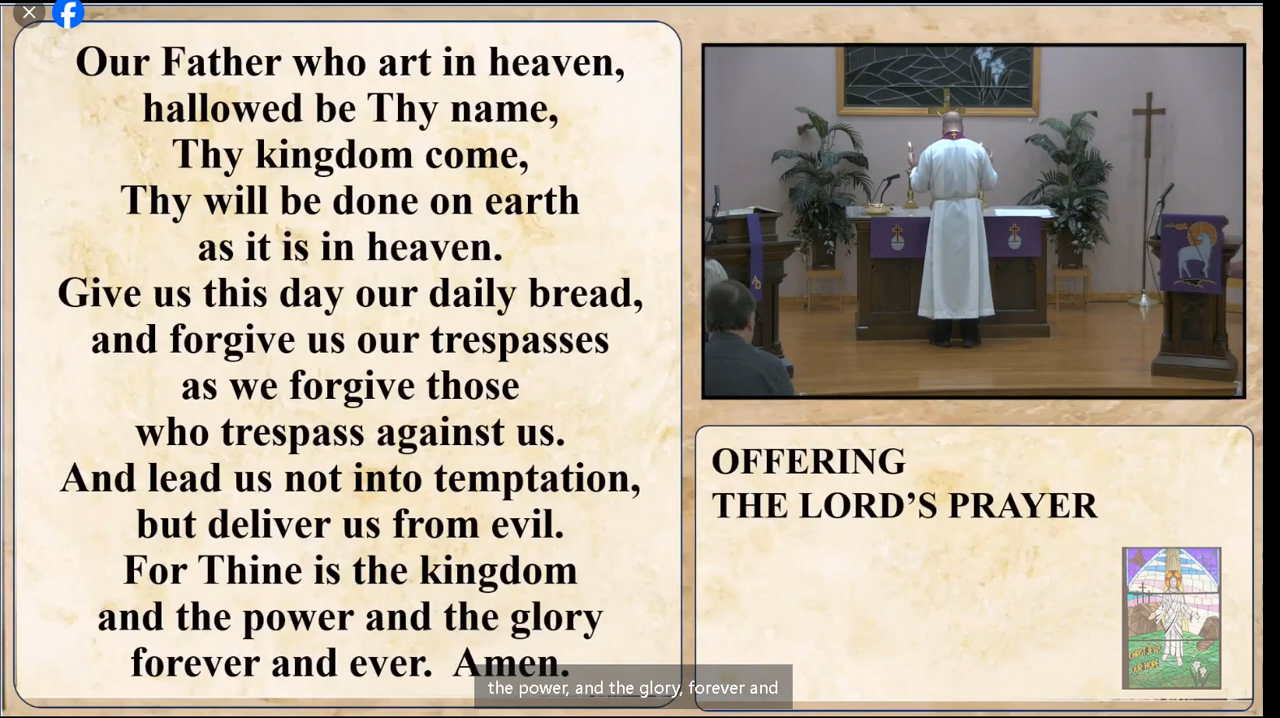 Our Father who art in heaven,
hallowed be Thy name,
Thy kingdom come,
Thy will be done on earth
as it is in heaven.
Give us this day our daily bread,
and forgive us our trespasses
as we forgive those
who trespass against us.
And lead us not into temptation,
but deliver us from evil.
For Thine is the kingdom
and the power and the glory
forever and ever.  Amen.
the power, and the glory, forever and
OFFERING
THE LORD’S PRAYER
CHRIST JESUS
OUR HOPE